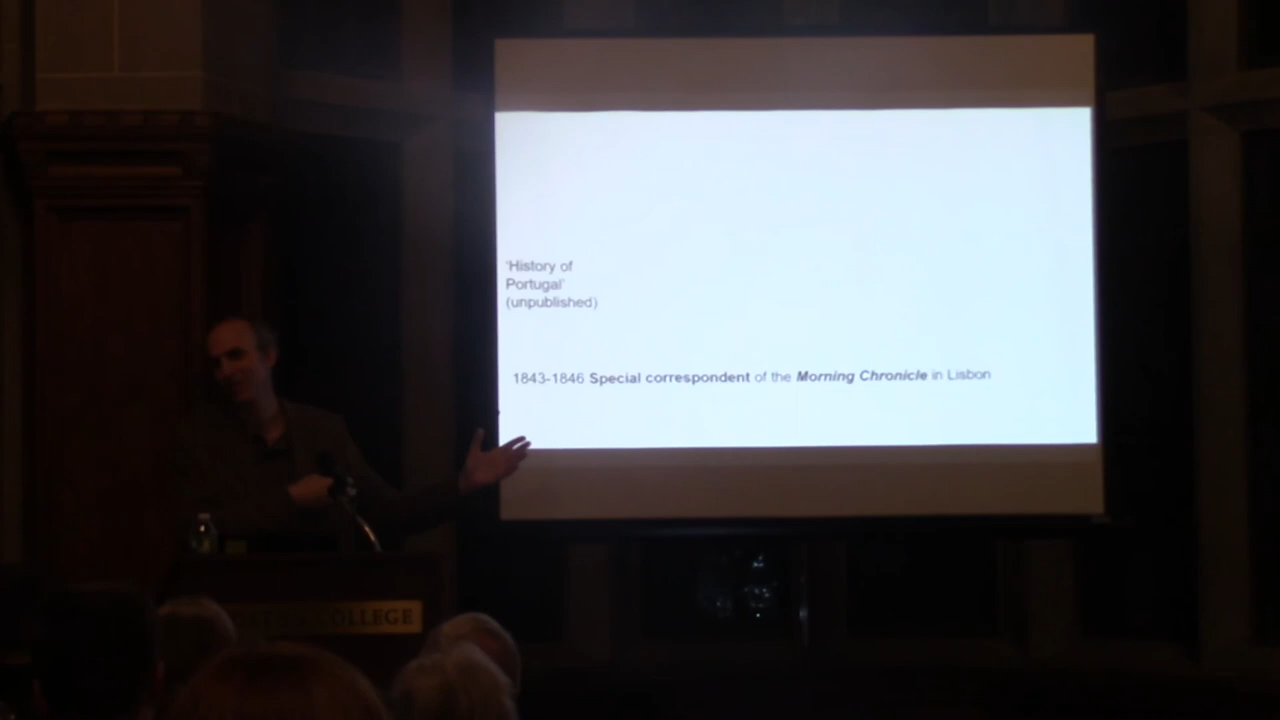 'History of
Portugal'
(unpublished)
1843-1846 Special correspondent of the Morning Chronicle in Lisbon
COLLEGE